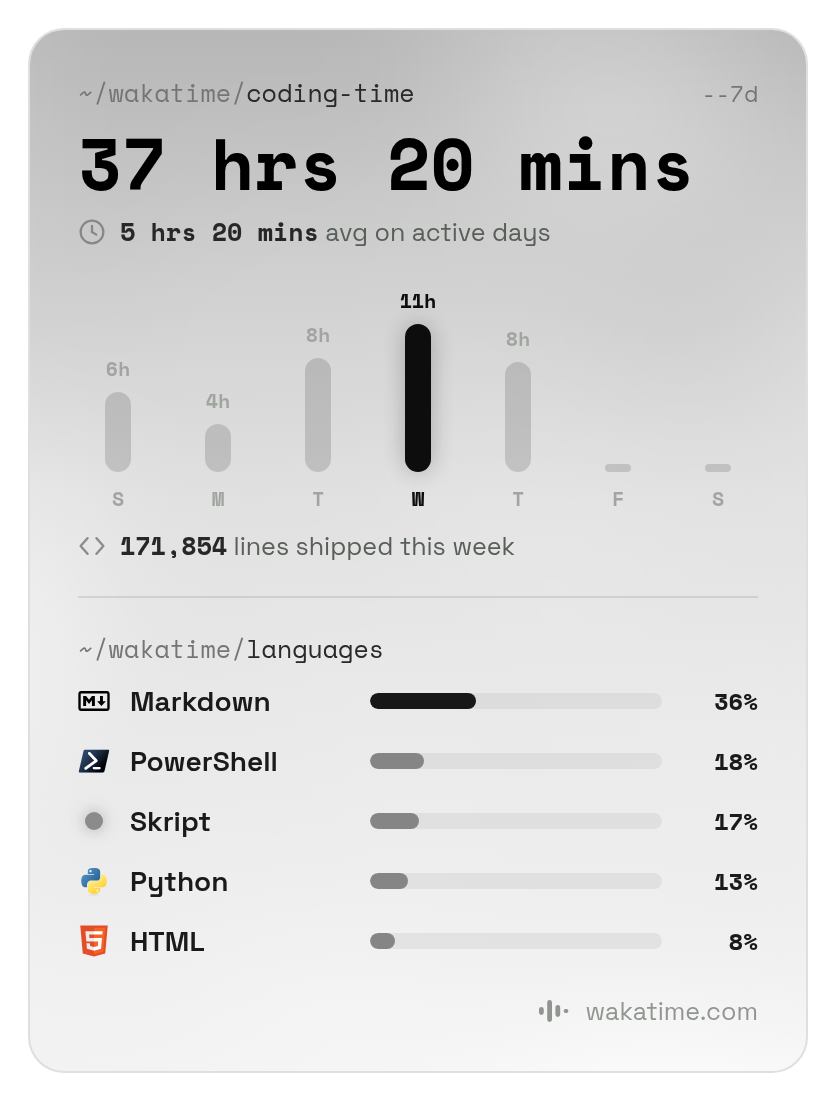 ~/wakatime/coding-time --7d
37 hrs 20 mins
5 hrs 20 mins avg on active days
6h 4h 8h 11h 8h
S M T W T F S
171,854 lines shipped this week
~/wakatime/languages
Markdown 36%
PowerShell 18%
Skript 17%
Python 13%
HTML 8%
wakatime.com